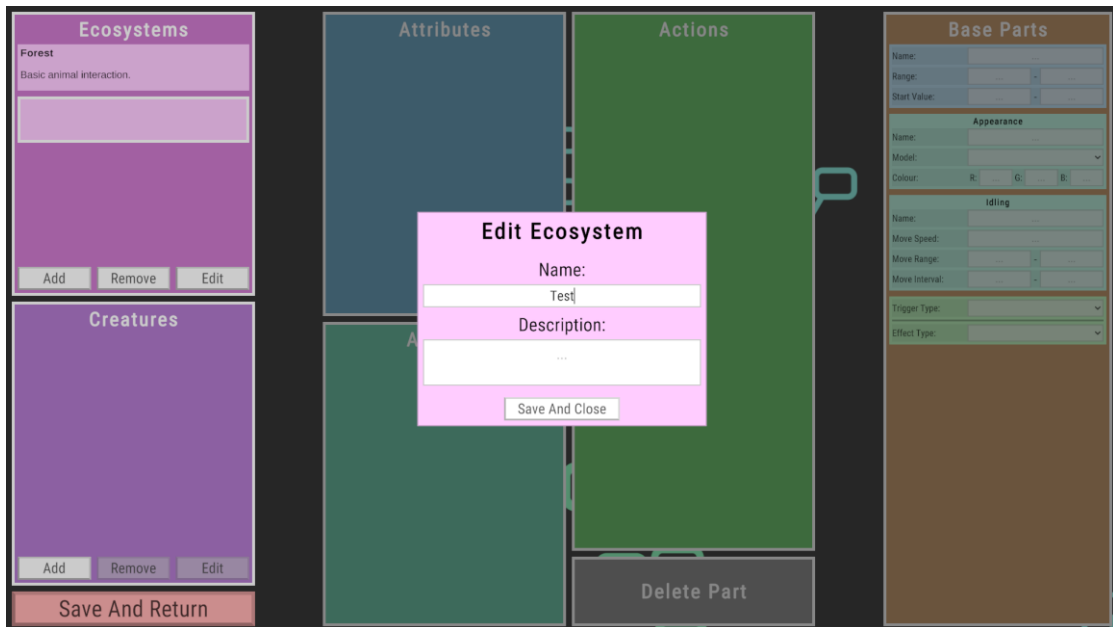 Ecosystems
Forest
Basic animal interaction.
Add Remove Edit
Creatures
Add Remove Edit
Save And Return
Attributes
A
Actions
Delete Part
Edit Ecosystem
Name:
Test
Description:
...
Save And Close
Base Parts
Name: ...
Range: ... - ...
Start Value: ... - ...
Appearance
Name: ...
Model:
Colour: R: ... G: ... B: ...
Idling
Name: ...
Move Speed: ...
Move Range: ... - ...
Move Interval: ... - ...
Trigger Type:
Effect Type: